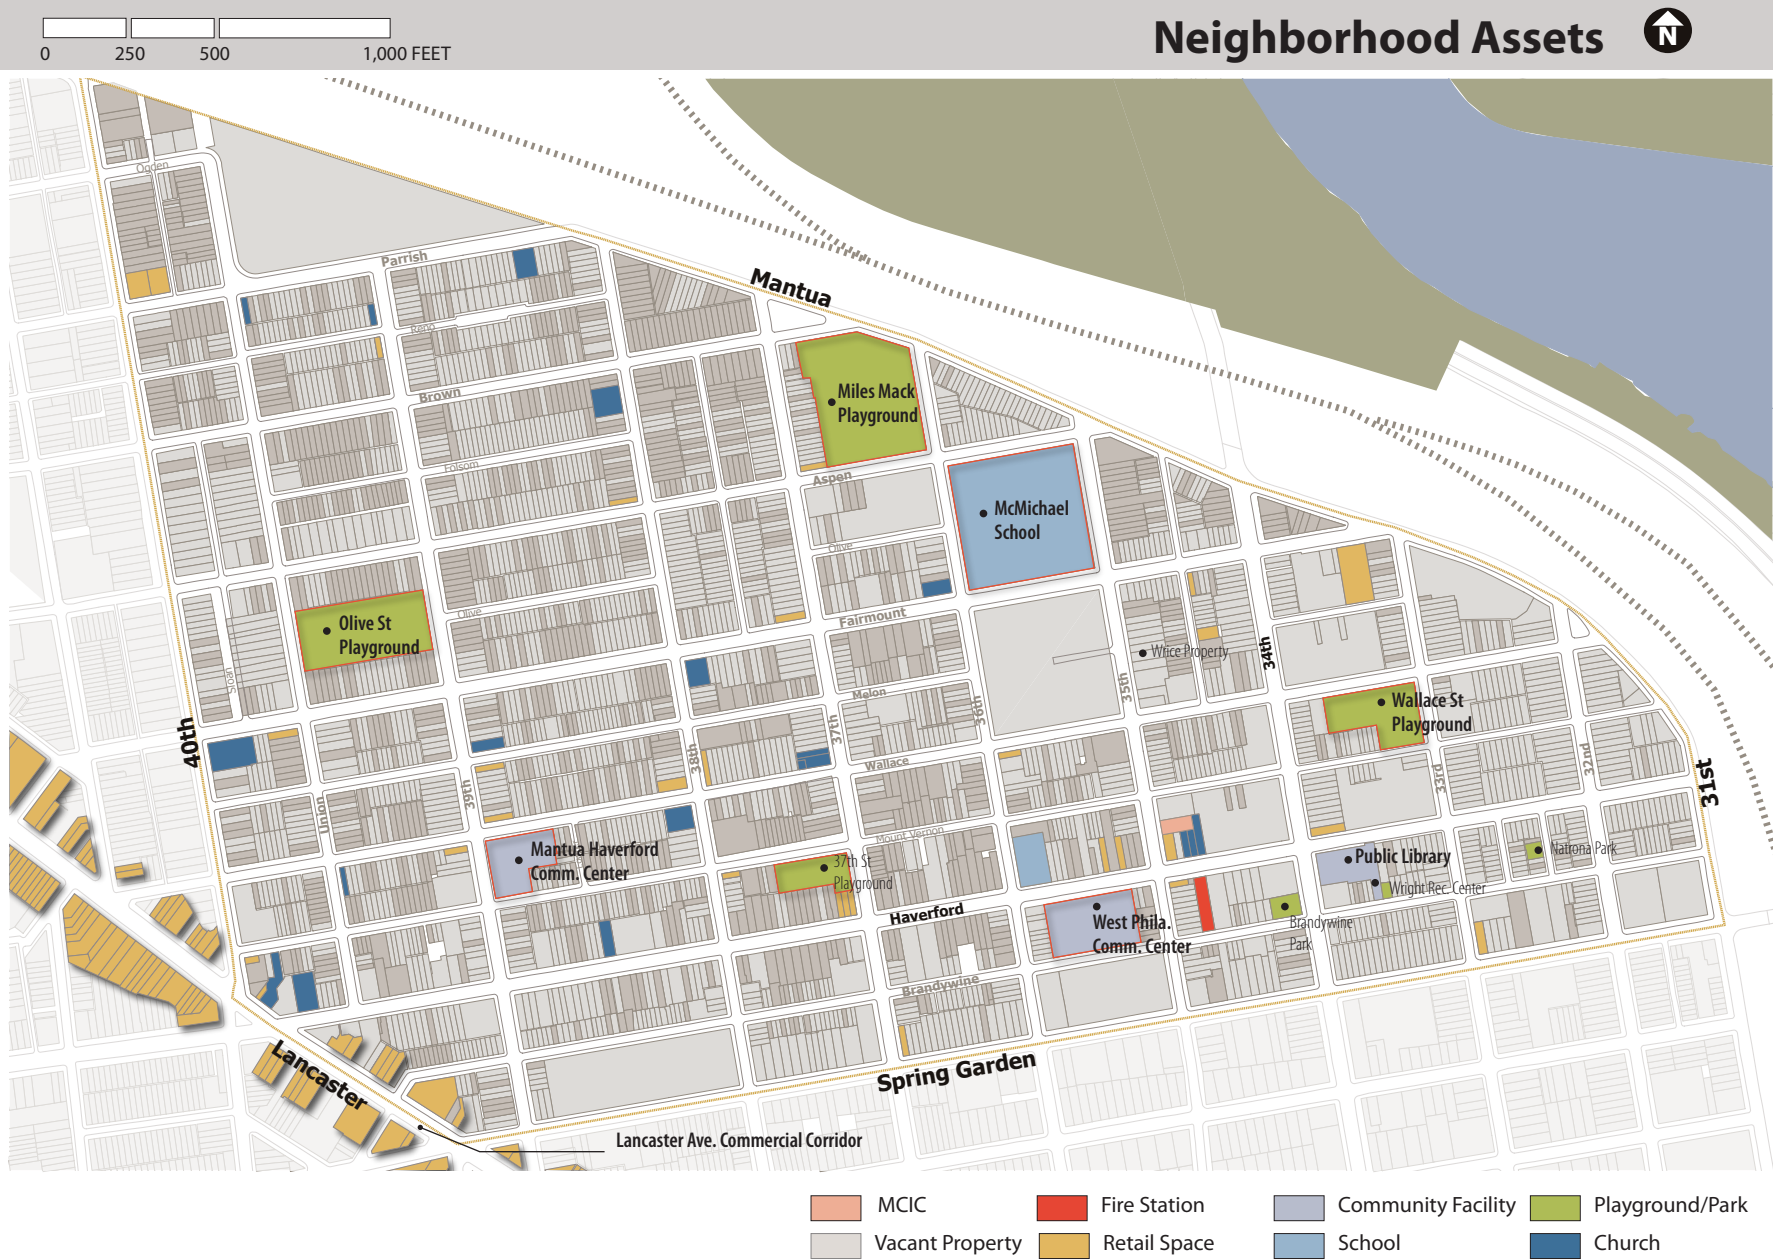 0 250 500 1,000 FEET
Neighborhood Assets
N
Ogden
Parrish
Mantua
Reno
Brown
Miles Mack
Playground
Folsom
Aspen
McMichael
School
Olive
Olive
Fairmount
Olive St
Playground
Sloan
Wrice Property
34th
35th
36th
Melon
Wallace St
Playground
40th
37th
38th
Wallace
39th
Union
33rd
32nd
31st
Mount Vernon
Mantua Haverford
Comm. Center
37th St
Playground
Public Library
Natrona Park
Wright Rec. Center
Haverford
West Phila.
Comm. Center
Brandywine
Park
Brandywine
Lancaster
Spring Garden
Lancaster Ave. Commercial Corridor
MCIC
Fire Station
Community Facility
Playground/Park
Vacant Property
Retail Space
School
Church